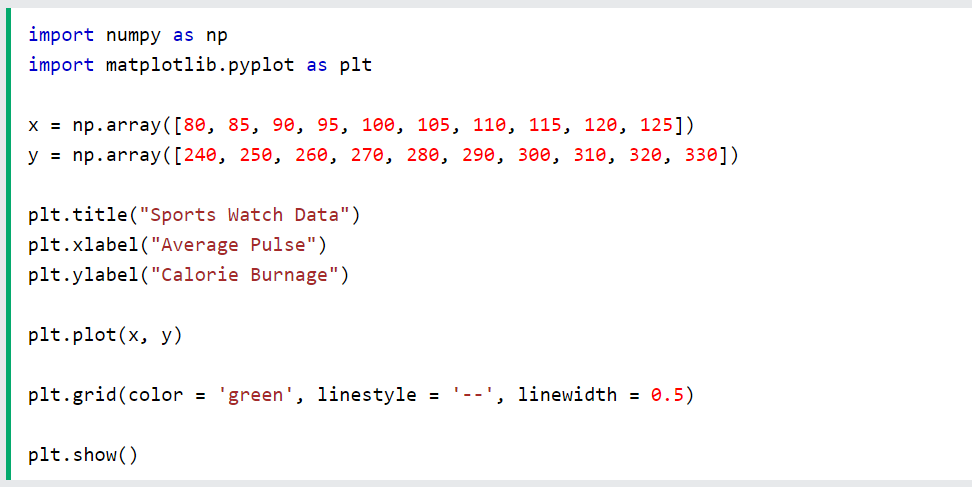 import numpy as np
import matplotlib.pyplot as plt
x = np.array([80, 85, 90, 95, 100, 105, 110, 115, 120, 125])
y = np.array([240, 250, 260, 270, 280, 290, 300, 310, 320, 330])
plt.title("Sports Watch Data")
plt.xlabel("Average Pulse")
plt.ylabel("Calorie Burnage")
plt.plot(x, y)
plt.grid(color = 'green', linestyle = '--', linewidth = 0.5)
plt.show()